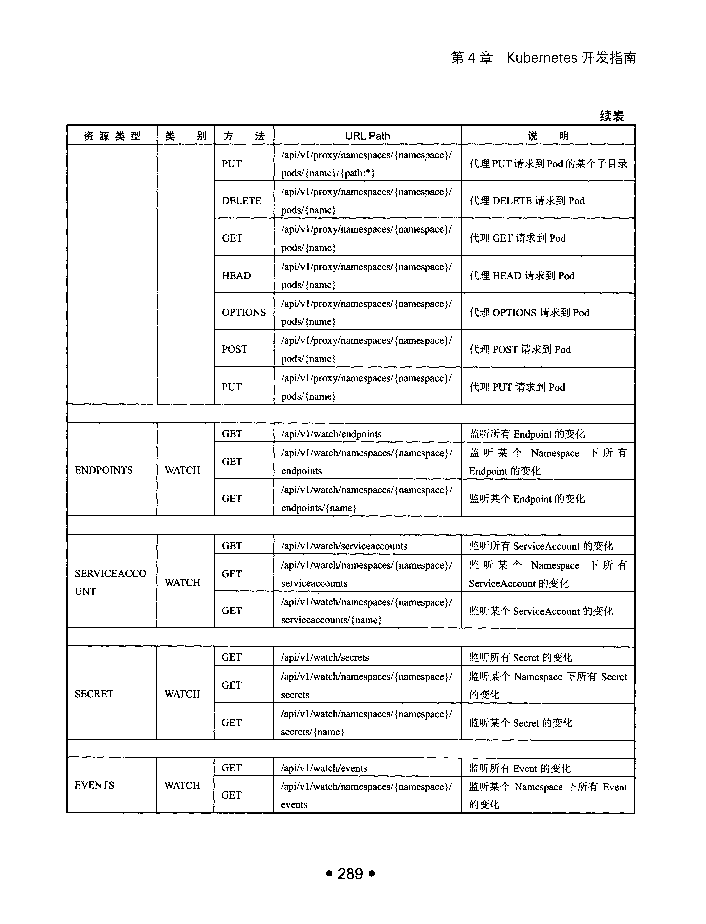 第 4 章 Kubernetes 开发指南
续表
资 源 类 型 类 别 方 法 URL Path 说 明
PUT /api/v1/proxy/namespaces/{namespace}/ 代理 PUT 请求到 Pod 的某个子目录
pods/{name}/{path:*}
DELETE /api/v1/proxy/namespaces/{namespace}/ 代理 DELETE 请求到 Pod
pods/{name}
GET /api/v1/proxy/namespaces/{namespace}/ 代理 GET 请求到 Pod
pods/{name}
HEAD /api/v1/proxy/namespaces/{namespace}/ 代理 HEAD 请求到 Pod
pods/{name}
OPTIONS /api/v1/proxy/namespaces/{namespace}/ 代理 OPTIONS 请求到 Pod
pods/{name}
POST /api/v1/proxy/namespaces/{namespace}/ 代理 POST 请求到 Pod
pods/{name}
PUT /api/v1/proxy/namespaces/{namespace}/ 代理 PUT 请求到 Pod
pods/{name}
GET /api/v1/watch/endpoints 监听所有 Endpoint 的变化
ENDPOINTS WATCH GET /api/v1/watch/namespaces/{namespace}/ 监 听 某 个 Namespace 下 所 有
endpoints Endpoint 的变化
GET /api/v1/watch/namespaces/{namespace}/ 监听某个 Endpoint 的变化
endpoints/{name}
GET /api/v1/watch/serviceaccounts 监听所有 ServiceAccount 的变化
SERVICEACCO WATCH GET /api/v1/watch/namespaces/{namespace}/ 监 听 某 个 Namespace 下 所 有
UNT serviceaccounts ServiceAccount 的变化
GET /api/v1/watch/namespaces/{namespace}/ 监听某个 ServiceAccount 的变化
serviceaccounts/{name}
GET /api/v1/watch/secrets 监听所有 Secret 的变化
SECRET WATCH GET /api/v1/watch/namespaces/{namespace}/ 监听某个 Namespace 下所有 Secret
secrets 的变化
GET /api/v1/watch/namespaces/{namespace}/ 监听某个 Secret 的变化
secrets/{name}
GET /api/v1/watch/events 监听所有 Event 的变化
EVENTS WATCH GET /api/v1/watch/namespaces/{namespace}/ 监听某个 Namespace 下所有 Event
events 的变化
• 289 •